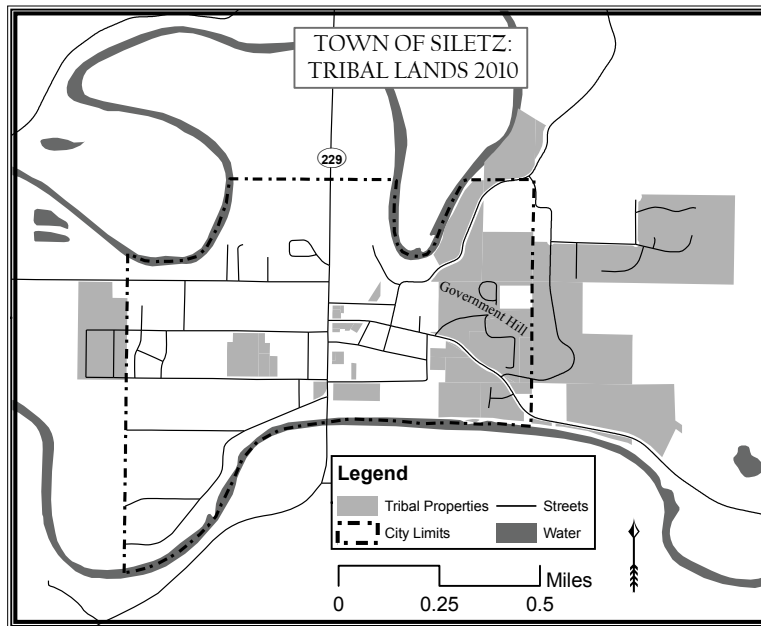 TOWN OF SILETZ:
TRIBAL LANDS 2010
229
Government Hill
Legend
Tribal Properties
Streets
City Limits
Water
Miles
0 0.25 0.5